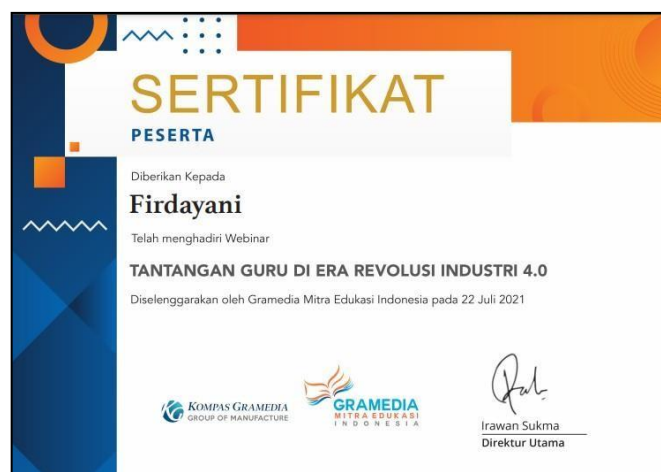 SERTIFIKAT
PESERTA
Diberikan Kepada
Firdayani
Telah menghadiri Webinar
TANTANGAN GURU DI ERA REVOLUSI INDUSTRI 4.0
Diselenggarakan oleh Gramedia Mitra Edukasi Indonesia pada 22 Juli 2021
KOMPAS GRAMEDIA
GROUP OF MANUFACTURE
GRAMEDIA
MITRA EDUKASI
INDONESIA
Irawan Sukma
Direktur Utama